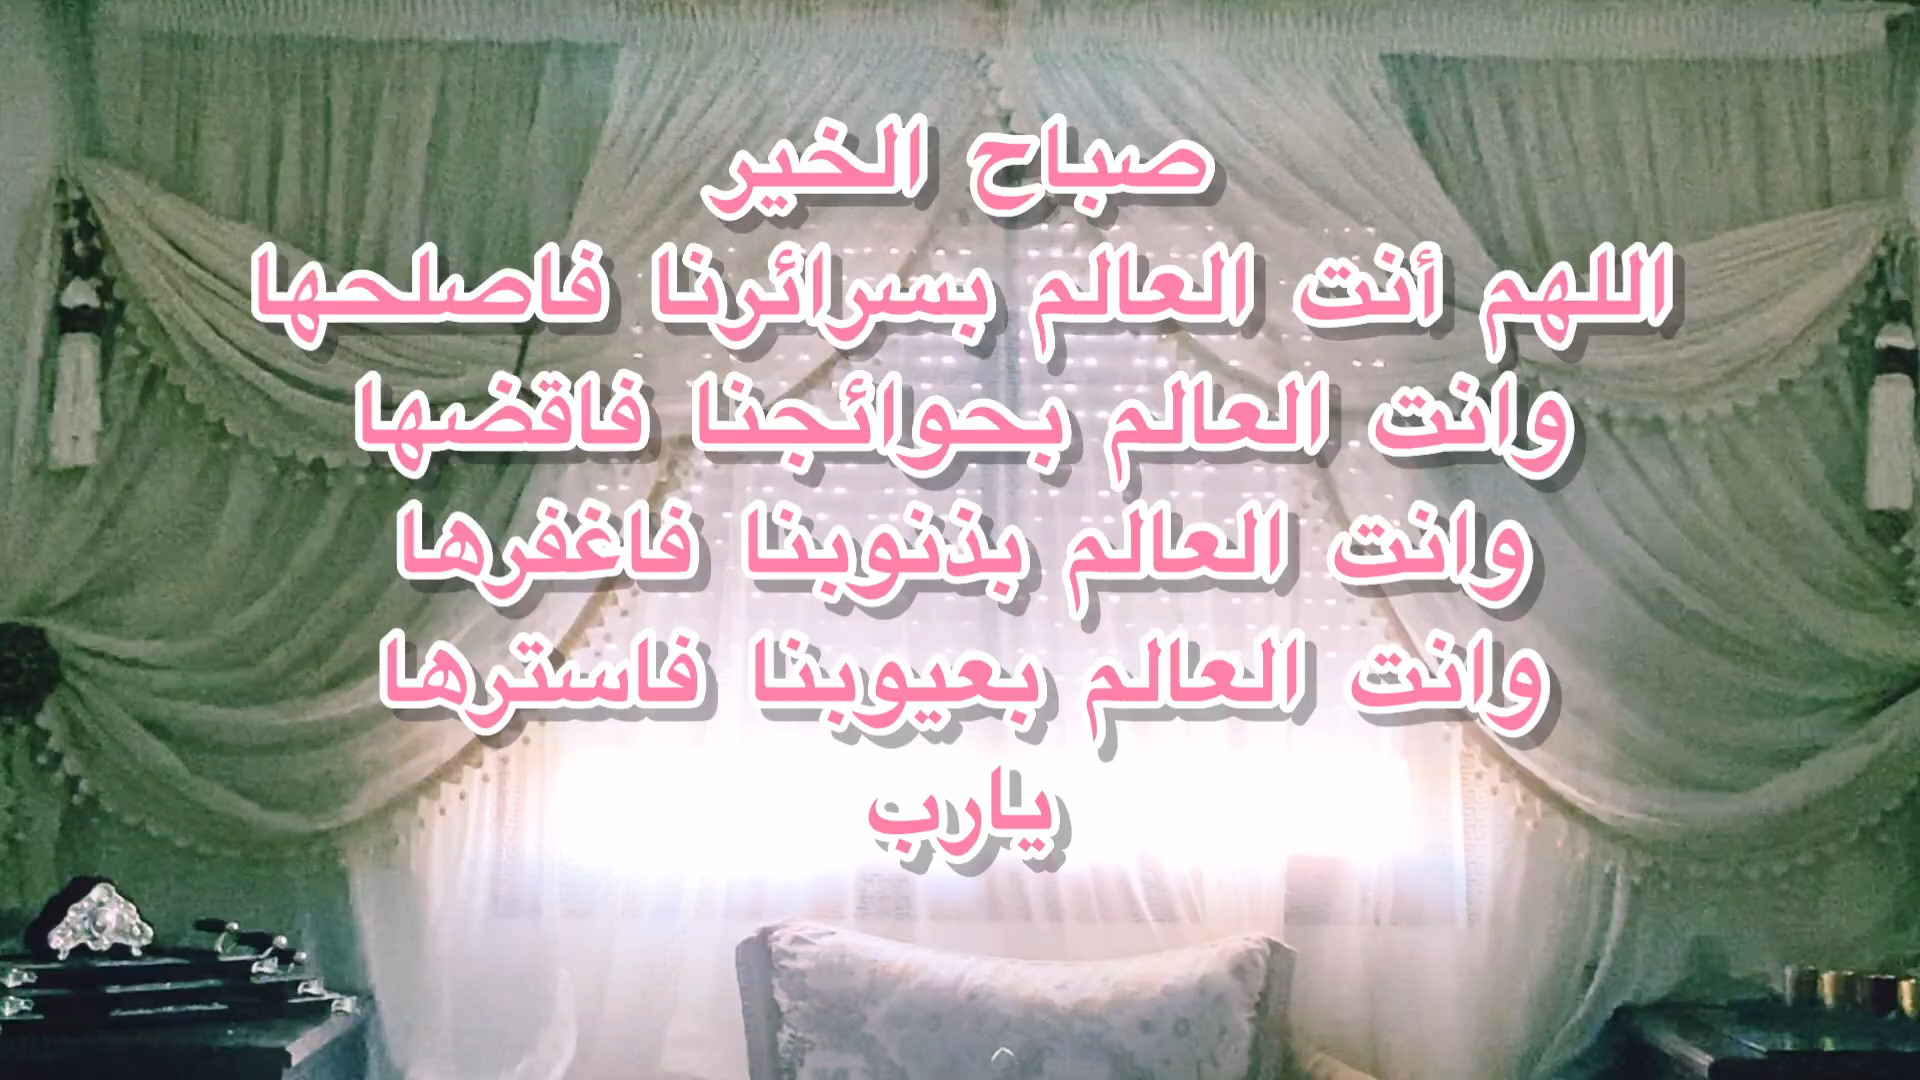 صباح الخير
اللهم أنت العالم بسرائرنا فاصلحها
وانت العالم بحوائجنا فاقضها
وانت العالم بذنوبنا فاغفرها
وانت العالم بعيوبنا فاسترها
يارب